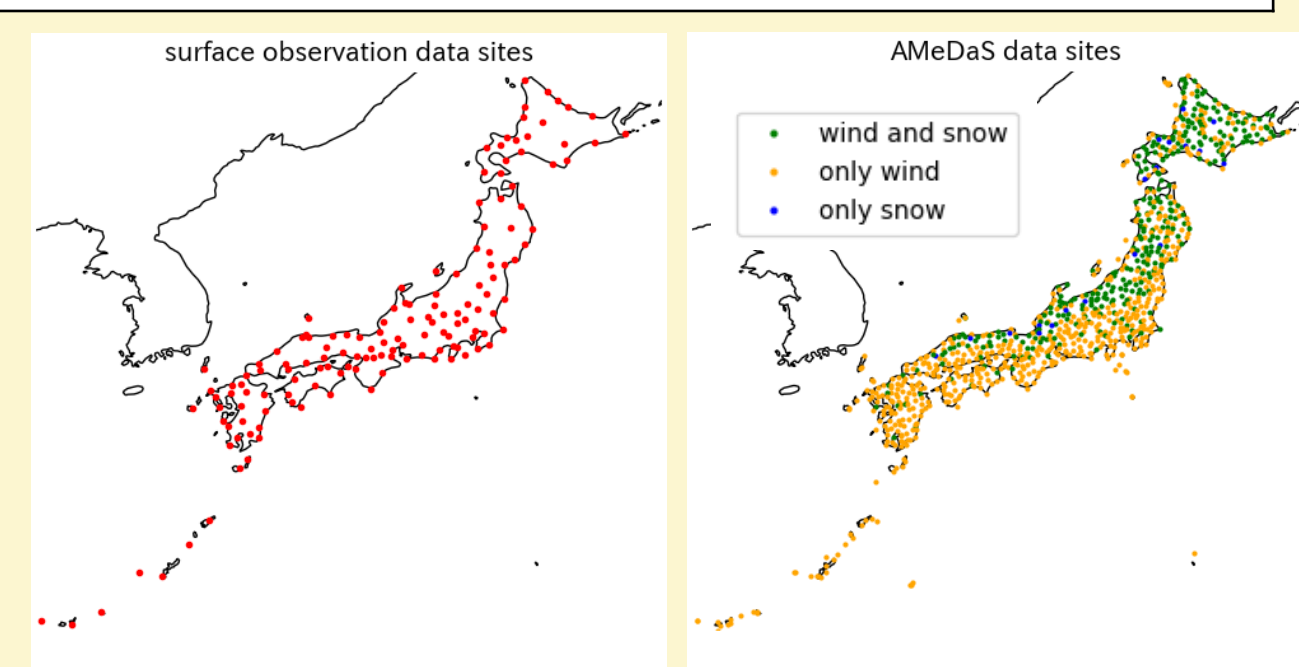 surface observation data sites
AMeDaS data sites
wind and snow
only wind
only snow